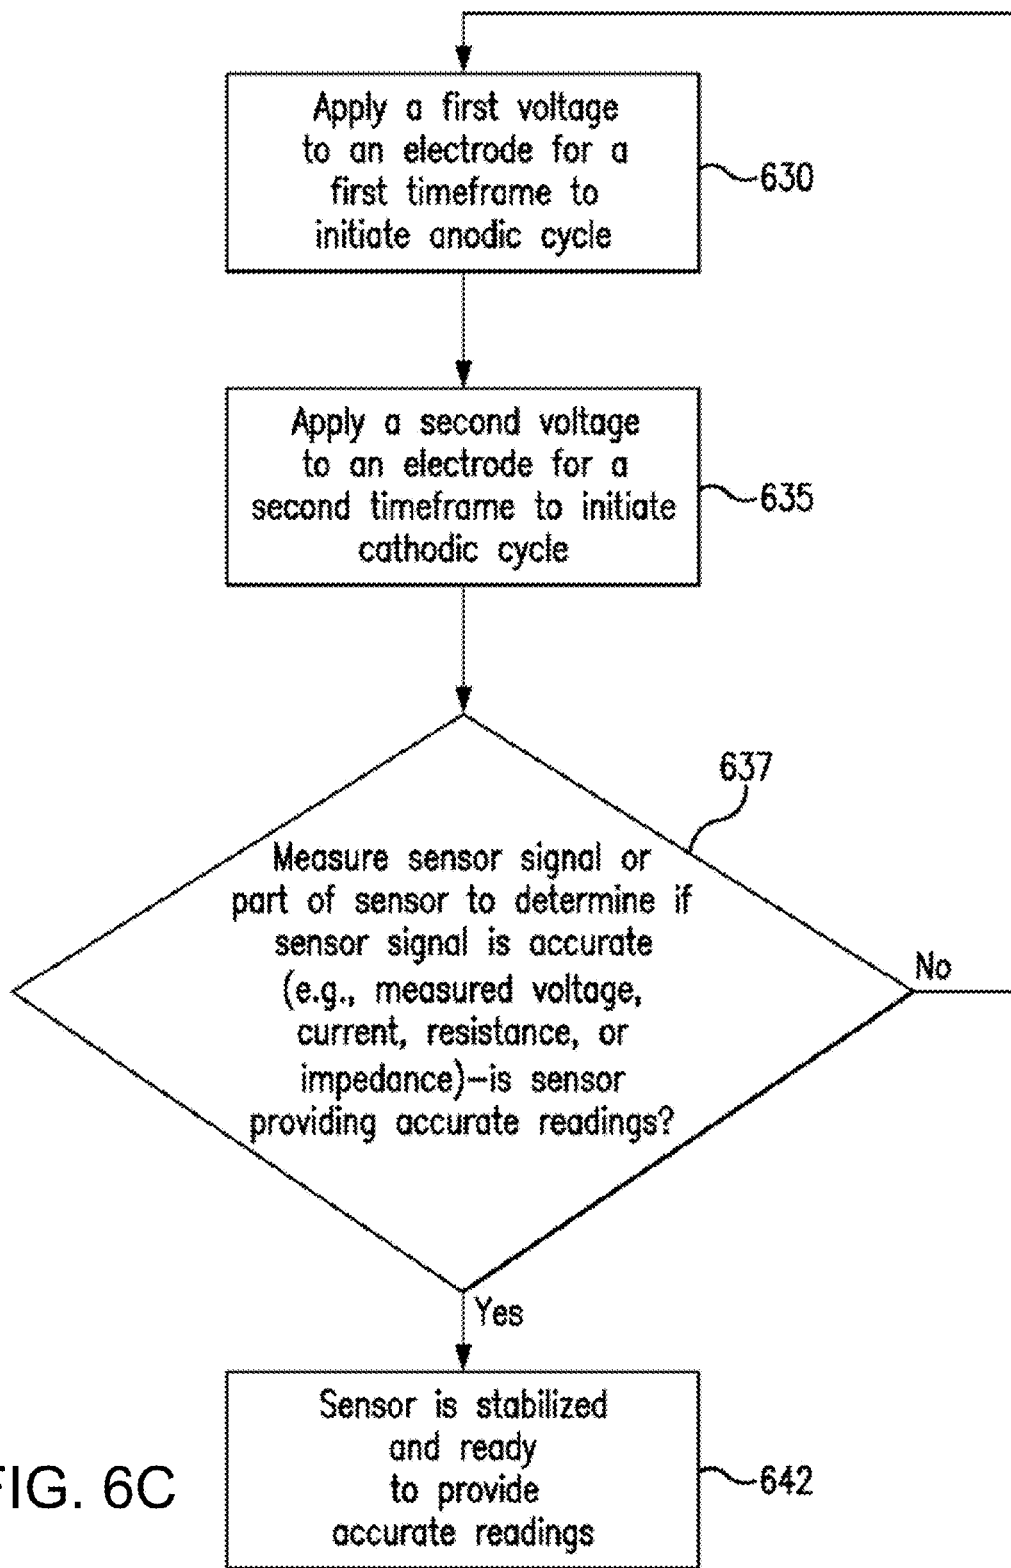 Apply a first voltage
to an electrode for a
first timeframe to
initiate anodic cycle
630
Apply a second voltage
to an electrode for a
second timeframe to initiate
cathodic cycle
635
637
Measure sensor signal or
part of sensor to determine if
sensor signal is accurate
(e.g., measured voltage,
current, resistance, or
impedance)–is sensor
providing accurate readings?
No
Yes
Sensor is stabilized
and ready
to provide
accurate readings
642
FIG. 6C